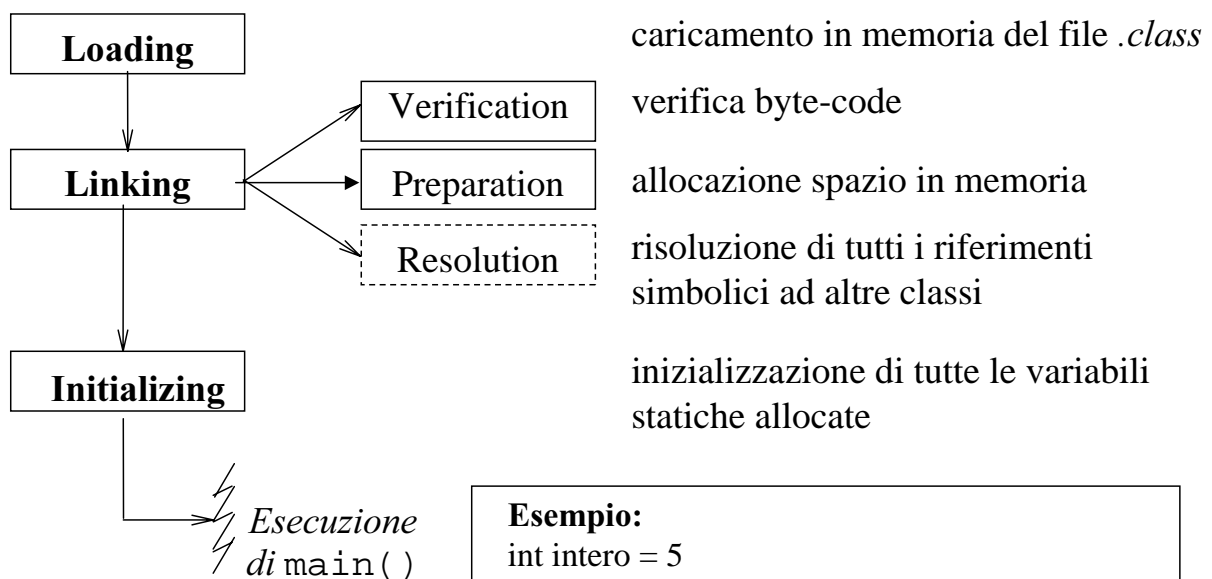 Loading
caricamento in memoria del file .class
Verification
verifica byte-code
Linking
Preparation
allocazione spazio in memoria
Resolution
risoluzione di tutti i riferimenti
simbolici ad altre classi
Initializing
inizializzazione di tutte le variabili
statiche allocate
Esecuzione
di main()
Esempio:
int intero = 5